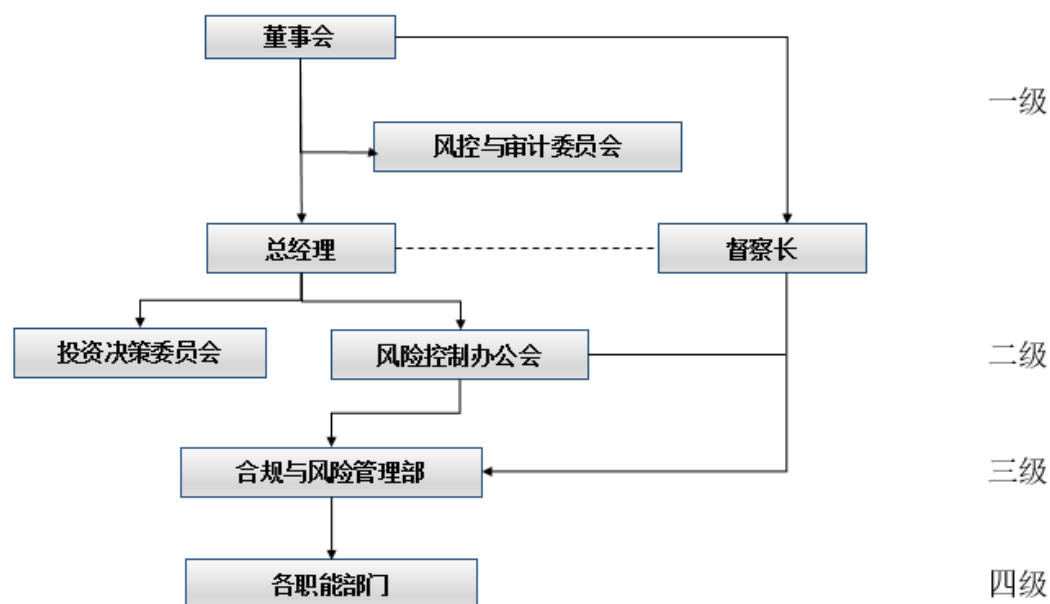 董事会
一级
风控与审计委员会
总经理
督察长
投资决策委员会
风险控制办公会
二级
合规与风险管理部
三级
各职能部门
四级